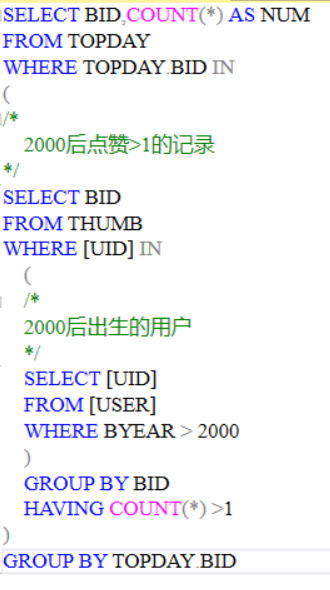 SELECT BID,COUNT(*) AS NUM
FROM TOPDAY
WHERE TOPDAY.BID IN
(
/*
2000后点赞>1的记录
*/
SELECT BID
FROM THUMB
WHERE [UID] IN
(
/*
2000后出生的用户
*/
SELECT [UID]
FROM [USER]
WHERE BYEAR > 2000
)
GROUP BY BID
HAVING COUNT(*) >1
)
GROUP BY TOPDAY.BID